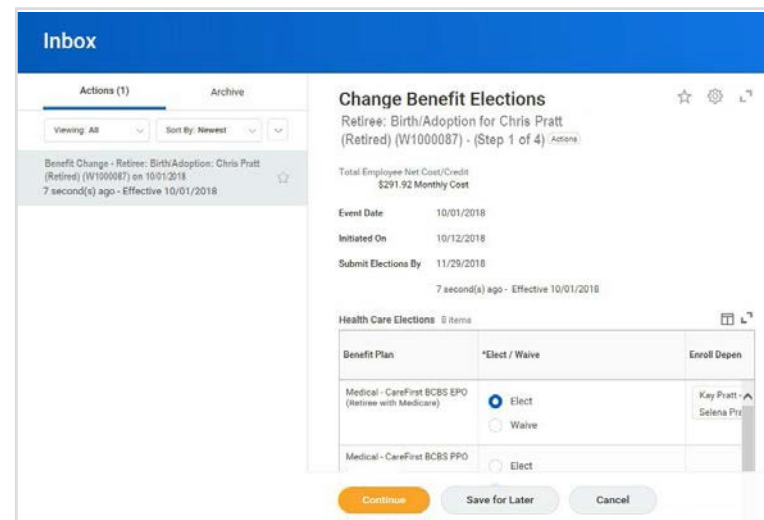 Inbox
Actions (1)
Archive
Viewing: All
Sort By: Newest
Benefit Change - Retiree: Birth/Adoption: Chris Pratt
(Retired) (W1000087) on 10/01/2018
7 second(s) ago - Effective 10/01/2018
Change Benefit Elections
Retiree: Birth/Adoption for Chris Pratt
(Retired) (W1000087) - (Step 1 of 4) Actions
Total Employee Net Cost/Credit
$291.92 Monthly Cost
Event Date 10/01/2018
Initiated On 10/12/2018
Submit Elections By 11/29/2018
7 second(s) ago - Effective 10/01/2018
Health Care Elections 8 items
Benefit Plan
*Elect / Waive
Enroll Depen
Medical - CareFirst BCBS EPO
(Retiree with Medicare)
Elect
Waive
Kay Pratt -
Selena Pra
Medical - CareFirst BCBS PPO
Elect
Continue
Save for Later
Cancel